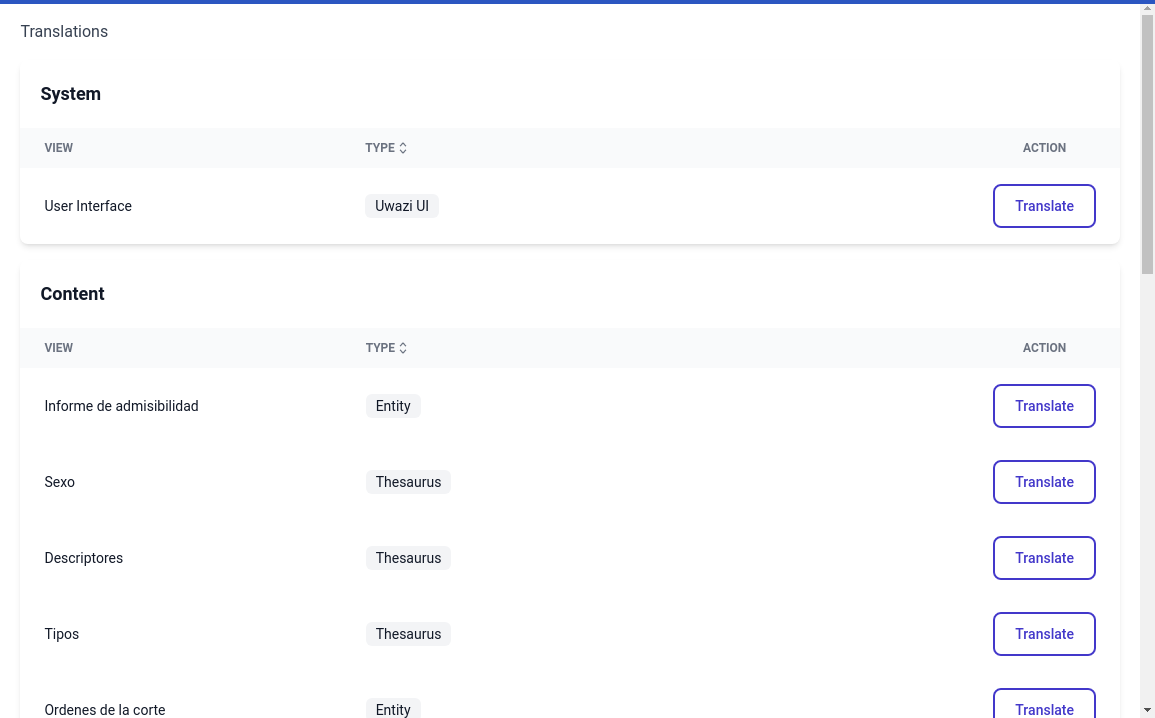 Translations
System
VIEW TYPE ACTION
User Interface Uwazi UI Translate
Content
VIEW TYPE ACTION
Informe de admisibilidad Entity Translate
Sexo Thesaurus Translate
Descriptores Thesaurus Translate
Tipos Thesaurus Translate
Ordenes de la corte Entity Translate